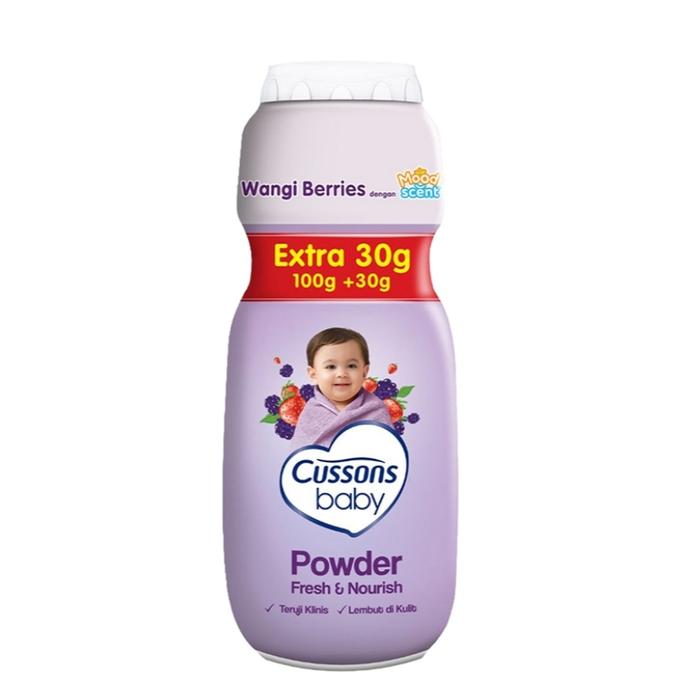 Wangi Berries dengan Mood scent
Extra 30g
100g +30g
Cussons
baby
Powder
Fresh & Nourish
✓ Teruji Klinis ✓ Lembut di Kulit